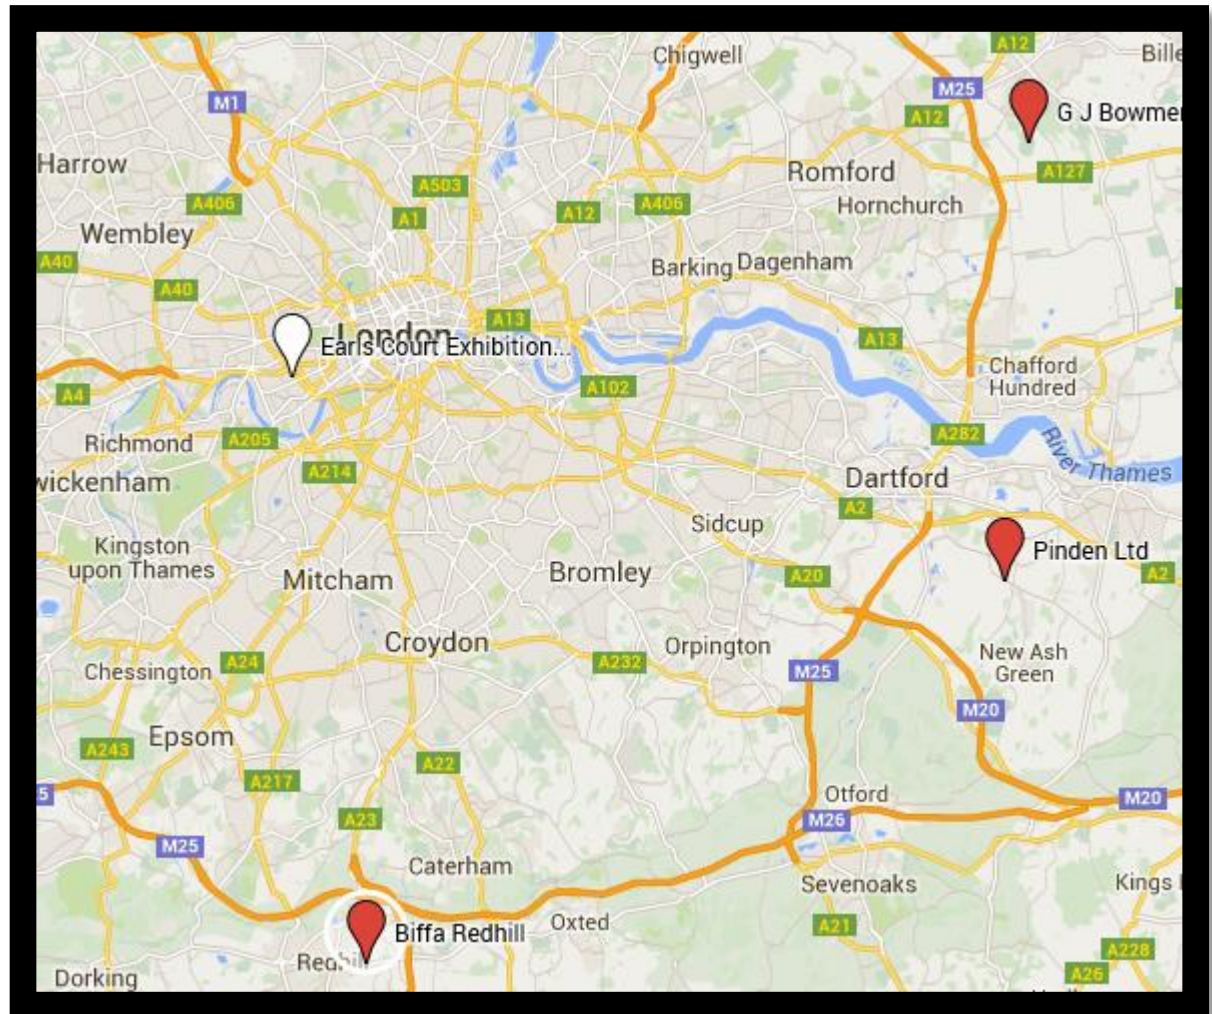 A12
Chigwell
Bille
M25
M1
A12
G J Bowmer
Harrow
Romford
A127
A503
A406
A1
A12
A406
Hornchurch
Wembley
A40
Barking
Dagenham
A40
A13
London
Earls Court Exhibition...
A13
Chafford
Hundred
A4
A102
Richmond
A205
A282
River Thames
A214
wickenham
Dartford
A2
Sidcup
Kingston
upon Thames
Pinden Ltd
Mitcham
Bromley
A20
A2
Croydon
Orpington
New Ash
Green
Chessington
A24
A232
M25
M20
Epsom
A243
A22
A217
5
Otford
M20
A23
M26
M25
Caterham
Sevenoaks
Kings
Biffa Redhill
Oxted
A21
Redhill
A228
Dorking
A26